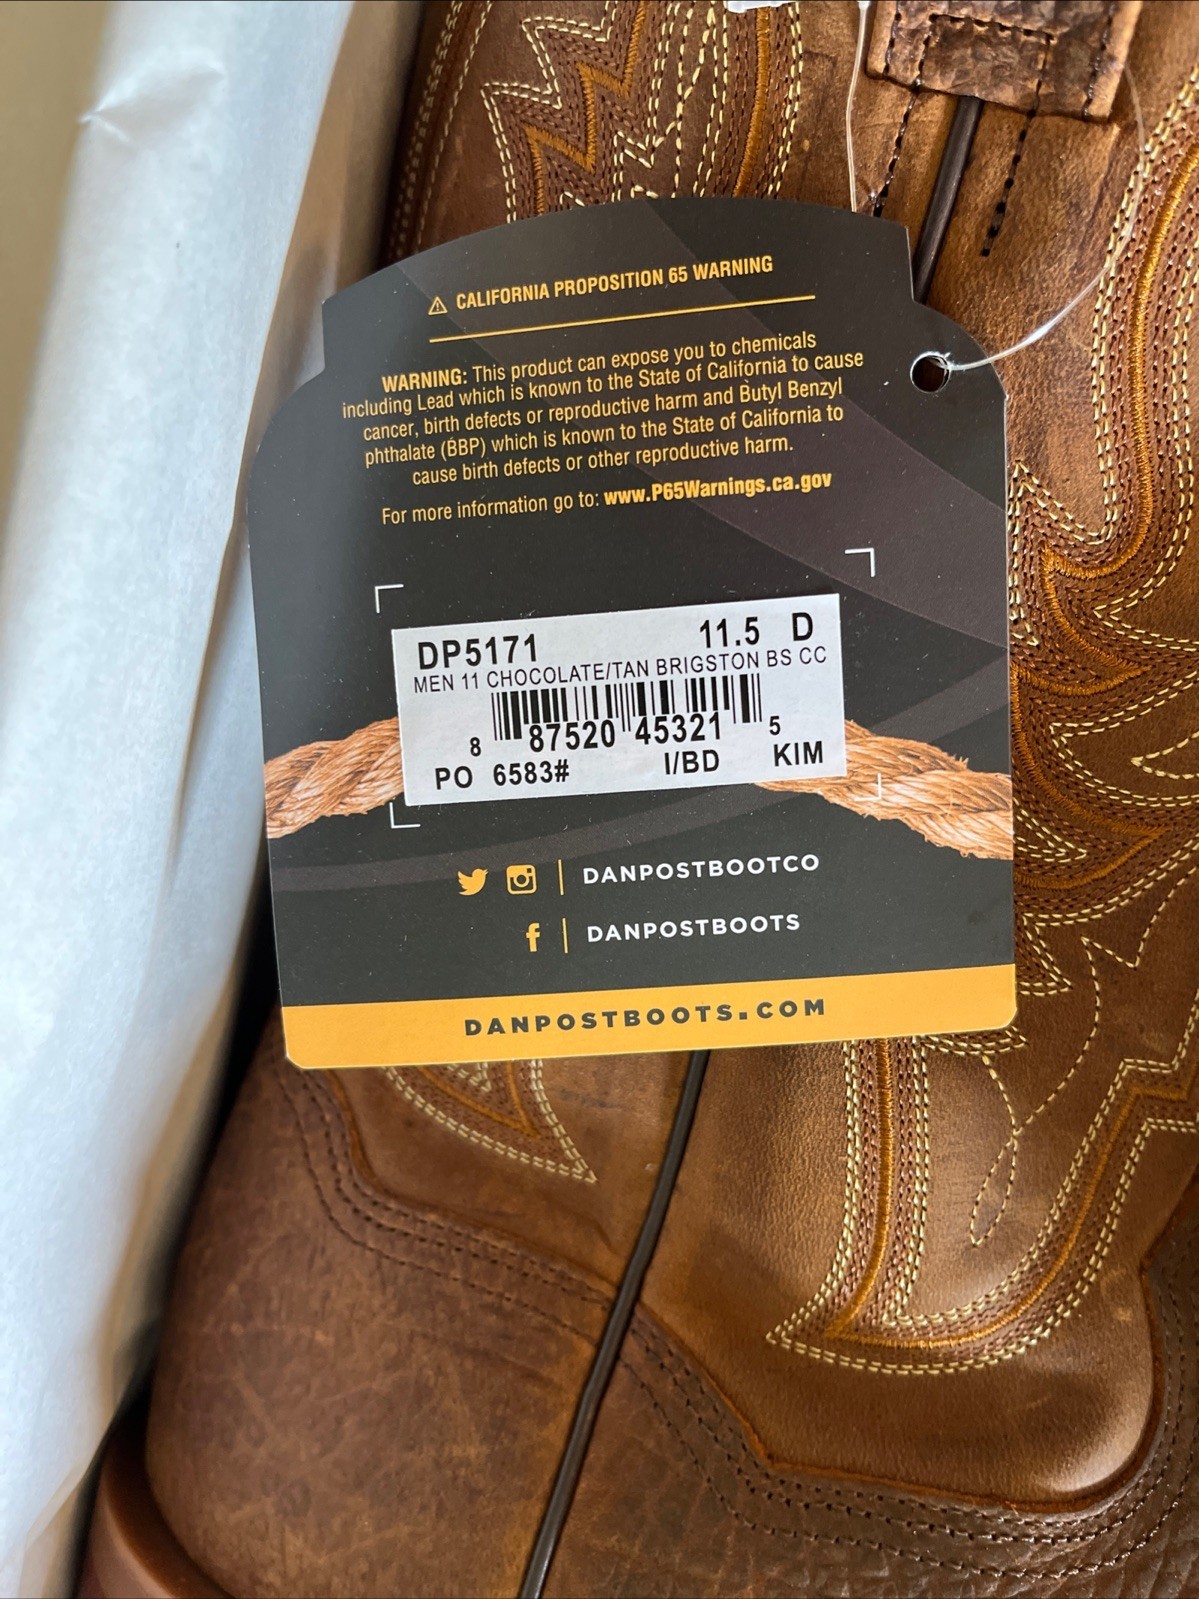 ⚠ CALIFORNIA PROPOSITION 65 WARNING
WARNING: This product can expose you to chemicals
including Lead which is known to the State of California to cause
cancer, birth defects or reproductive harm and Butyl Benzyl
phthalate (BBP) which is known to the State of California to
cause birth defects or other reproductive harm.
For more information go to: www.P65Warnings.ca.gov
DP5171 11.5 D
MEN 11 CHOCOLATE/TAN BRIGSTON BS CC
8 87520 45321 5
PO 6583# I/BD KIM
DANPOSTBOOTCO
f DANPOSTBOOTS
DANPOSTBOOTS.COM